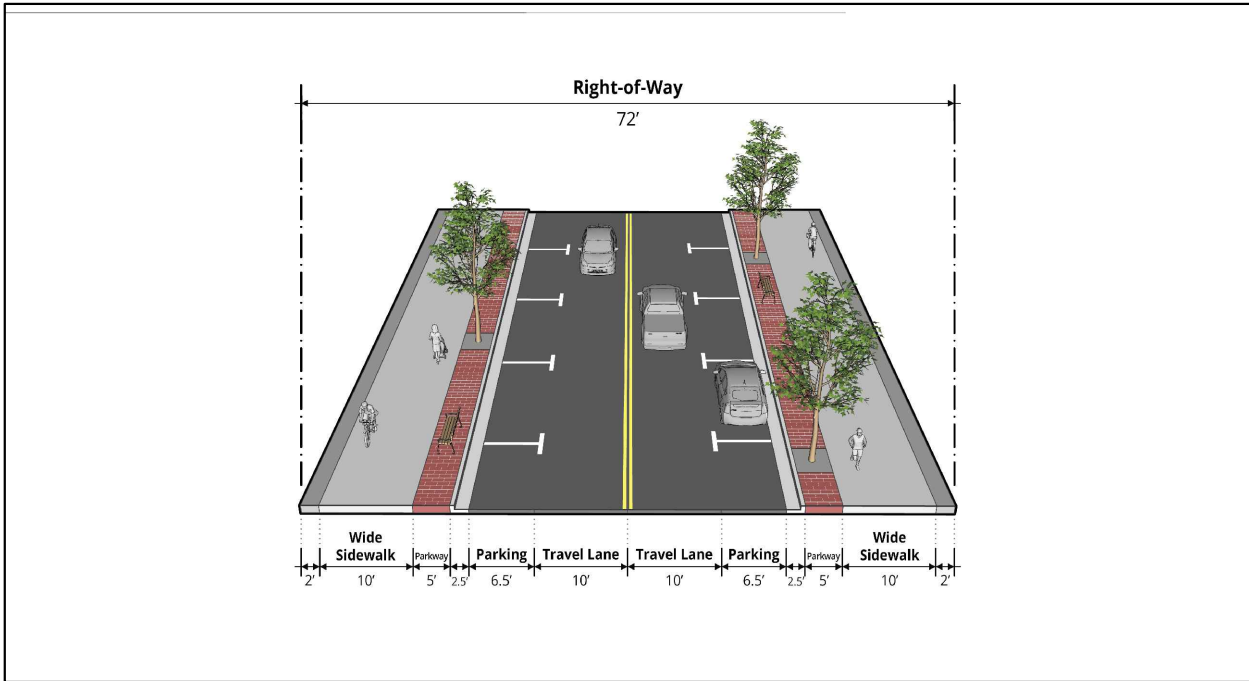 Right-of-Way
72’
Wide Sidewalk Parkway Parking Travel Lane Travel Lane Parking Parkway Wide Sidewalk
2’ 10’ 5’ 2.5’ 6.5’ 10’ 10’ 6.5’ 2.5’ 5’ 10’ 2’